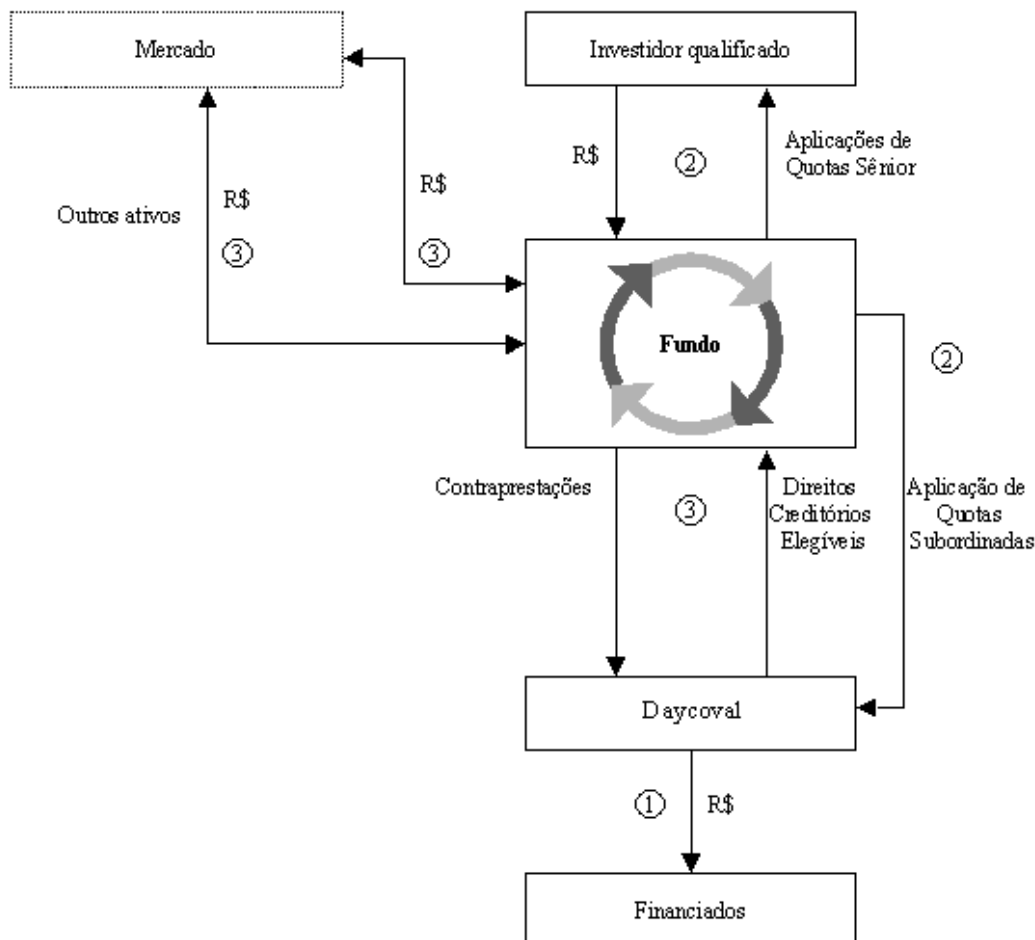 Mercado
Investidor qualificado
R$
②
Aplicações de
Quotas Sênior
Outros ativos
R$
③
R$
③
Fundo
②
Contraprestações
③
Direitos
Creditórios
Elegíveis
Aplicação de
Quotas
Subordinadas
Daycoval
①
R$
Financiados